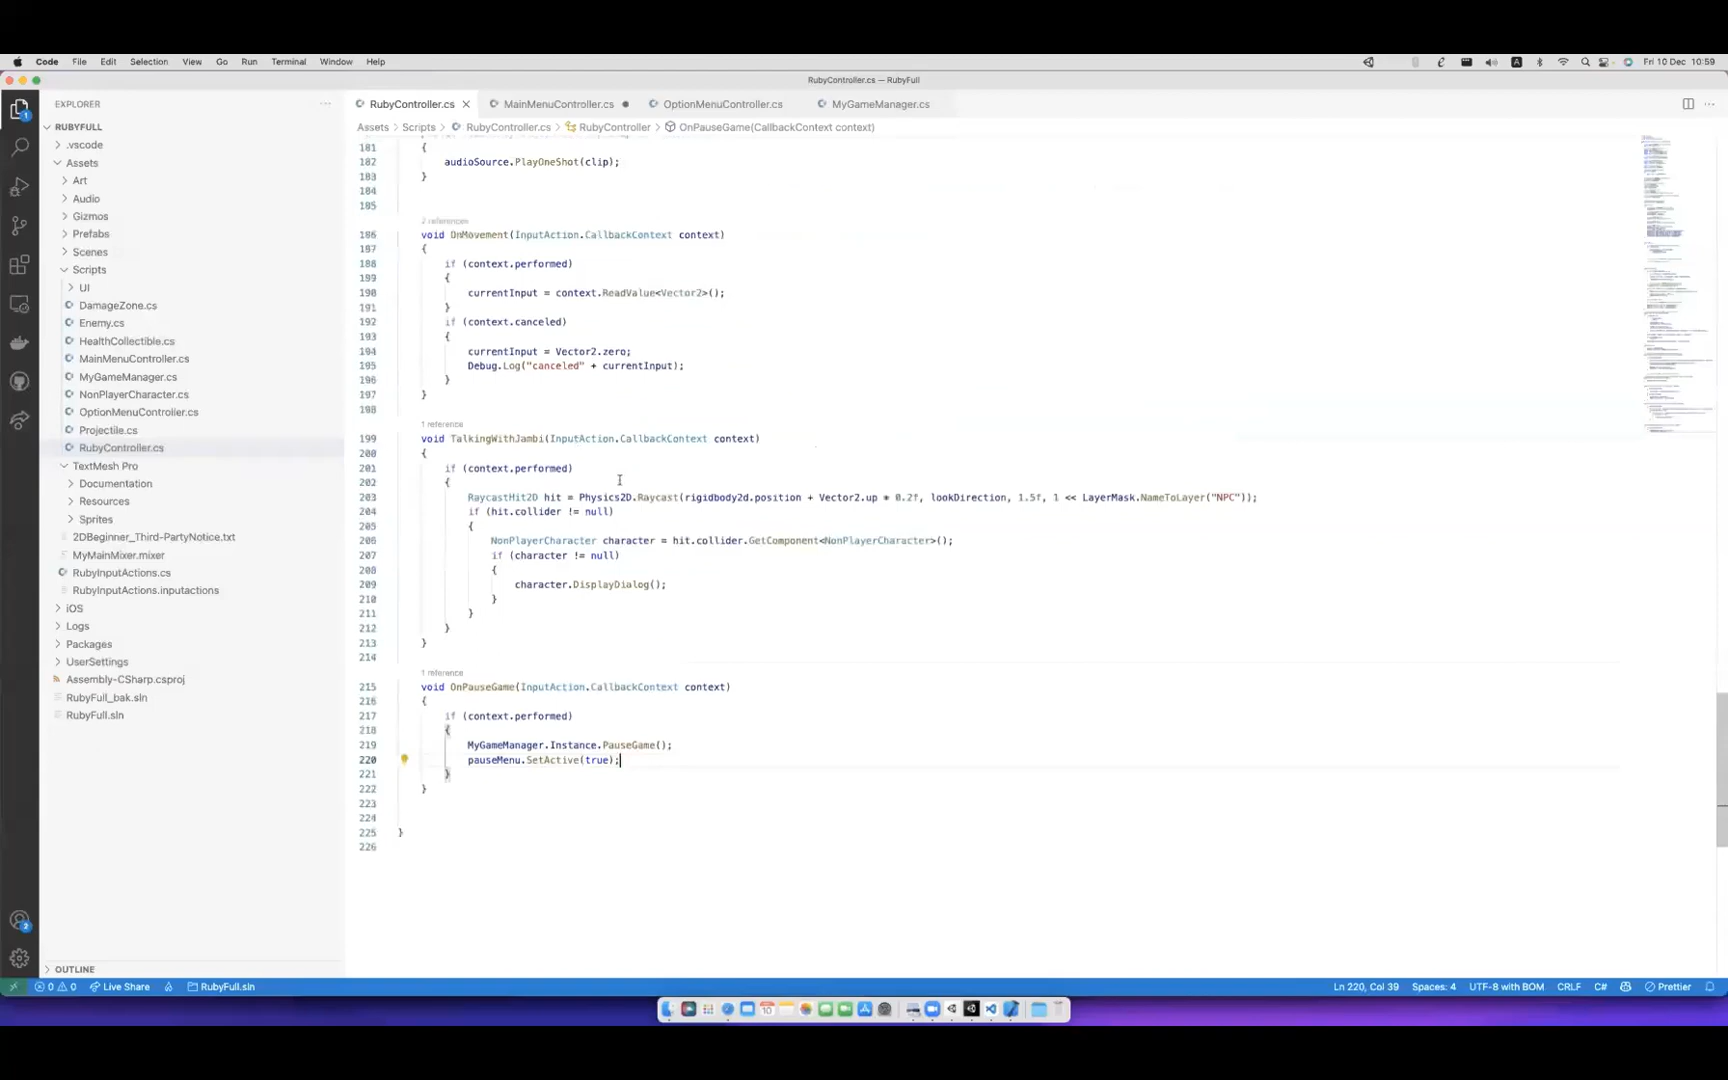 Code File Edit Selection View Go Run Terminal Window Help
A Fri 10 Dec 10:59
RubyController.cs — RubyFull
EXPLORER
RubyController.cs
MainMenuController.cs
OptionMenuController.cs
MyGameManager.cs
RUBYFULL
Assets > Scripts > RubyController.cs > RubyController > OnPauseGame(CallbackContext context)
.vscode
Assets
Art
Audio
Gizmos
Prefabs
Scenes
Scripts
UI
DamageZone.cs
Enemy.cs
HealthCollectible.cs
MainMenuController.cs
MyGameManager.cs
NonPlayerCharacter.cs
OptionMenuController.cs
Projectile.cs
RubyController.cs
TextMesh Pro
Documentation
Resources
Sprites
2DBeginner_Third-PartyNotice.txt
MyMainMixer.mixer
RubyInputActions.cs
RubyInputActions.inputactions
iOS
Logs
Packages
UserSettings
Assembly-CSharp.csproj
RubyFull_bak.sln
RubyFull.sln
OUTLINE
181 {
182 audioSource.PlayOneShot(clip);
183 }
184
185
2 references
186 void OnMovement(InputAction.CallbackContext context)
187 {
188 if (context.performed)
189 {
190 currentInput = context.ReadValue<Vector2>();
191 }
192 if (context.canceled)
193 {
194 currentInput = Vector2.zero;
195 Debug.Log("canceled" + currentInput);
196 }
197 }
198
1 reference
199 void TalkingWithJambi(InputAction.CallbackContext context)
200 {
201 if (context.performed)
202 {
203 RaycastHit2D hit = Physics2D.Raycast(rigidbody2d.position + Vector2.up * 0.2f, lookDirection, 1.5f, 1 << LayerMask.NameToLayer("NPC"));
204 if (hit.collider != null)
205 {
206 NonPlayerCharacter character = hit.collider.GetComponent<NonPlayerCharacter>();
207 if (character != null)
208 {
209 character.DisplayDialog();
210 }
211 }
212 }
213 }
214
1 reference
215 void OnPauseGame(InputAction.CallbackContext context)
216 {
217 if (context.performed)
218 {
219 MyGameManager.Instance.PauseGame();
220 pauseMenu.SetActive(true);
221 }
222 }
223
224
225 }
226
0 0 Live Share RubyFull.sln
Ln 220, Col 39 Spaces: 4 UTF-8 with BOM CRLF C# Prettier